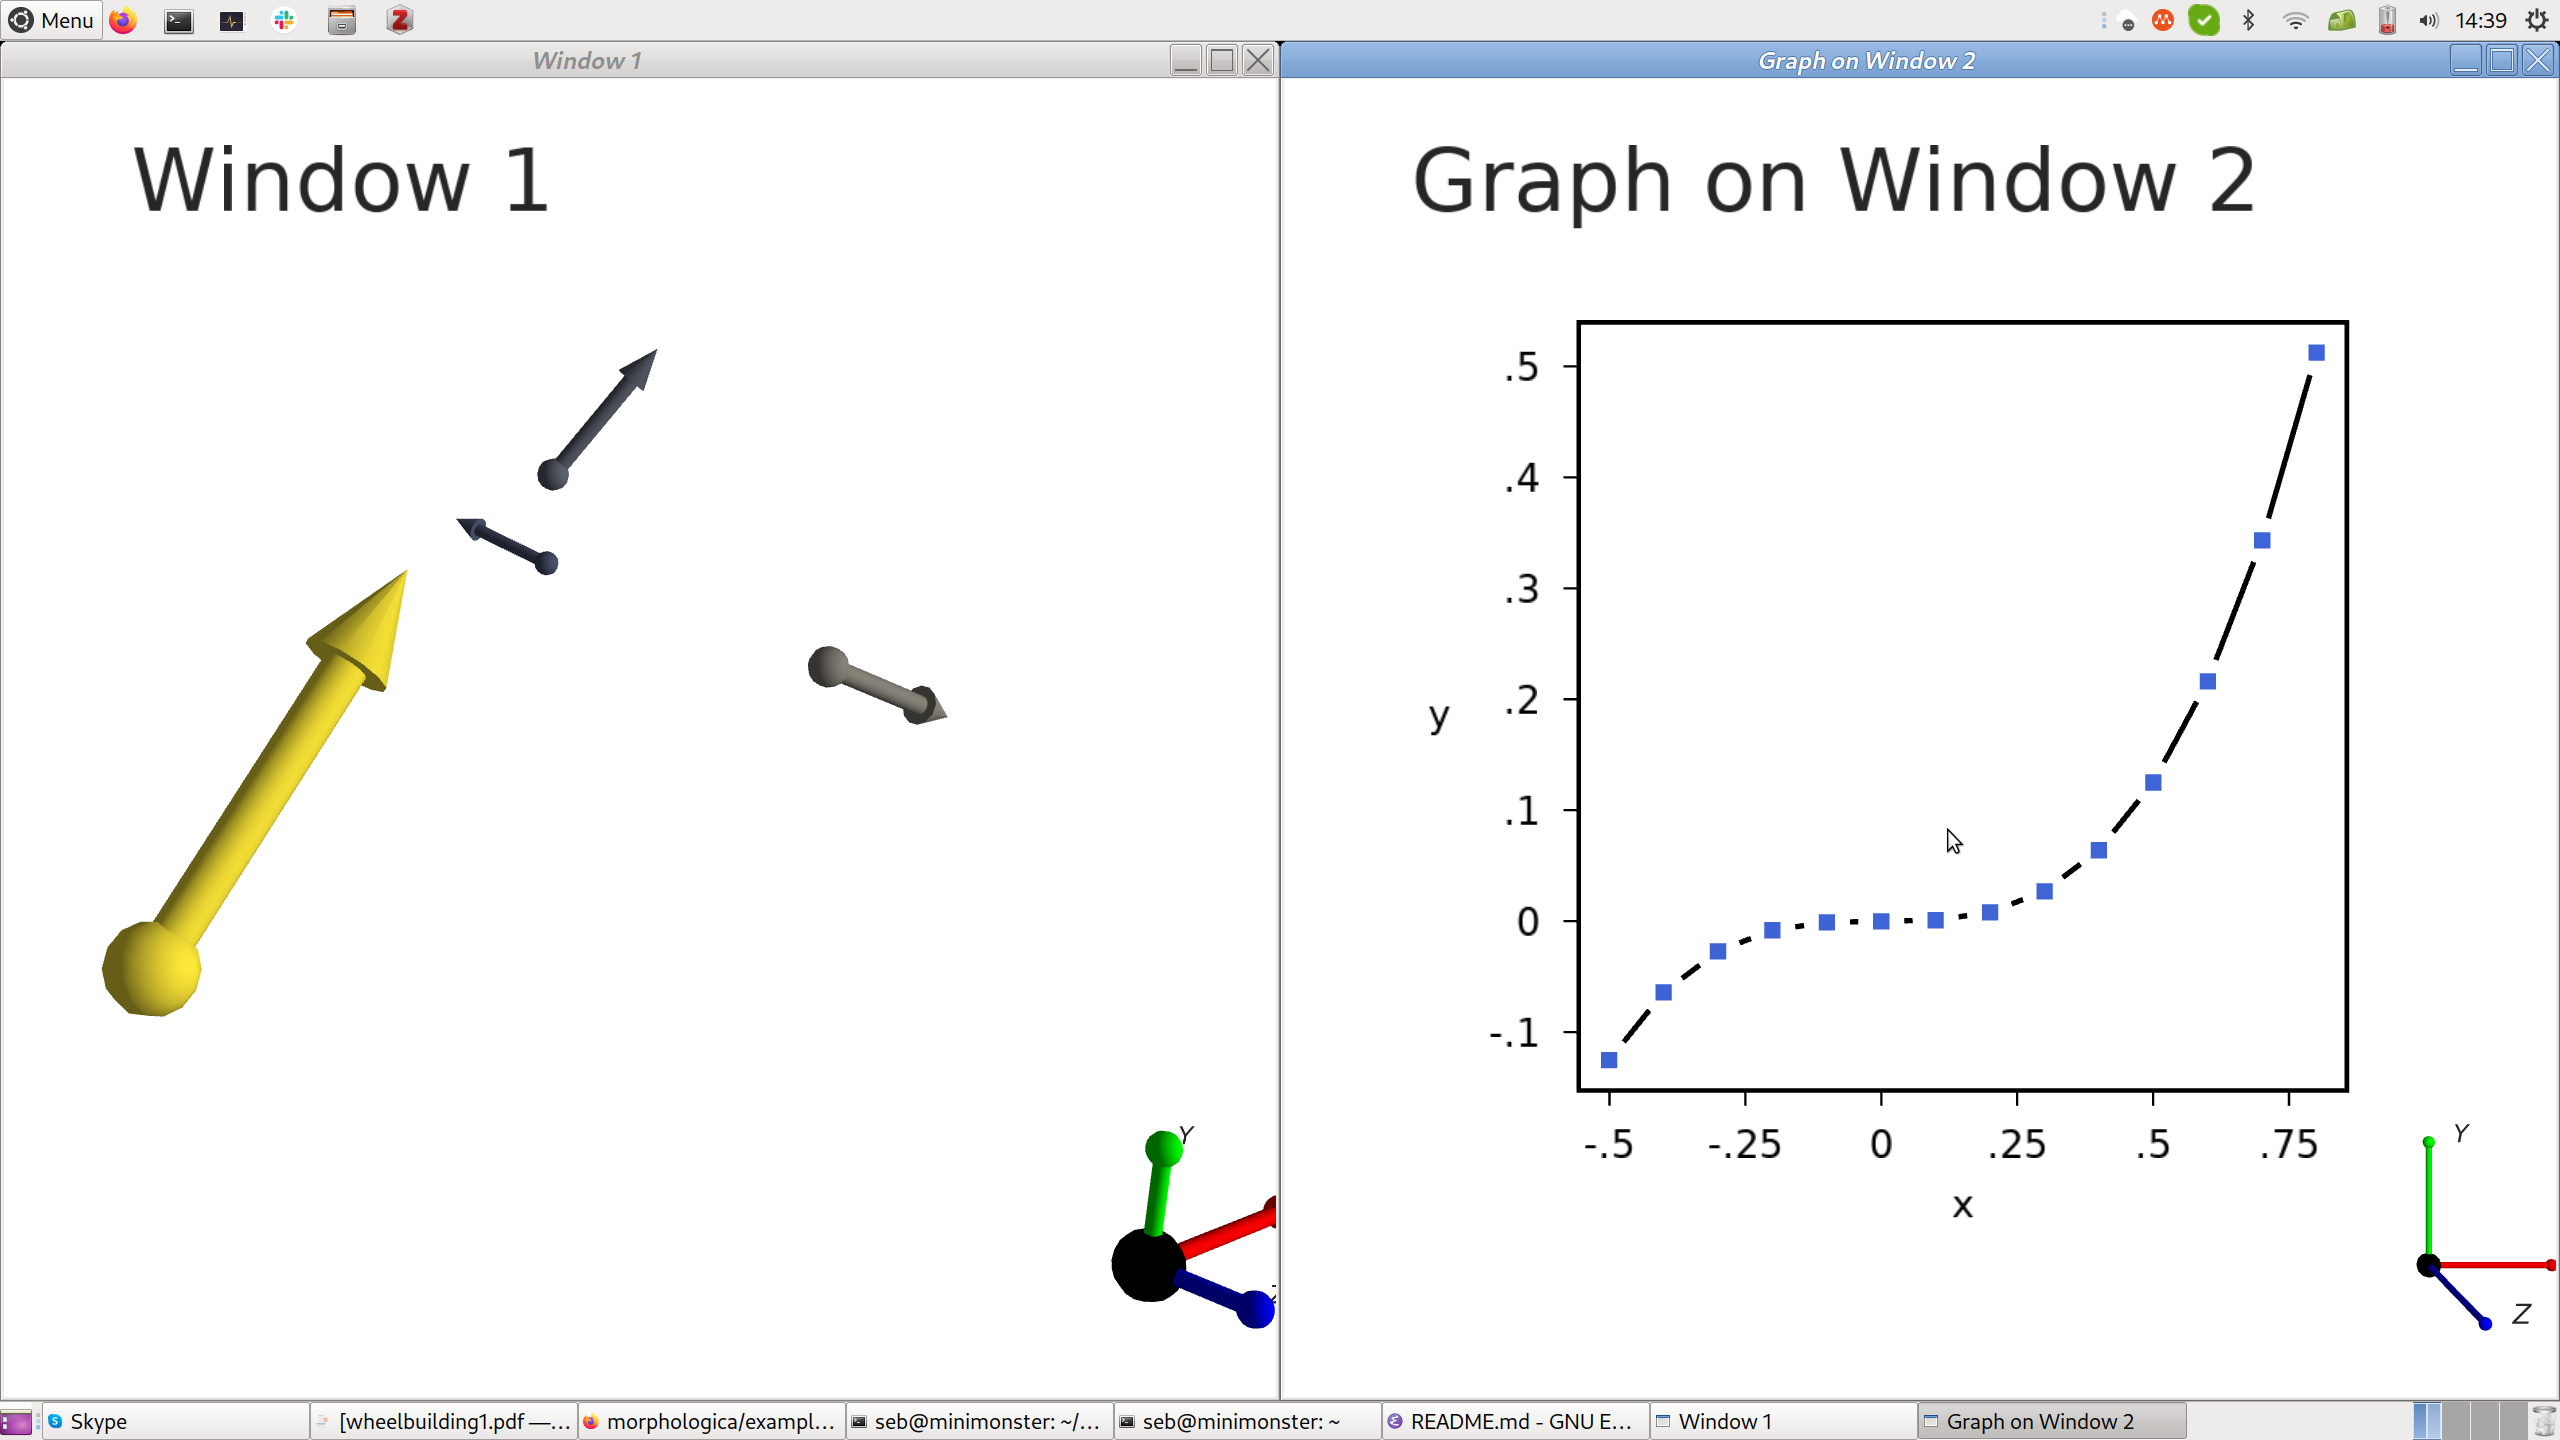 Menu
14:39
Window 1
Graph on Window 2
Window 1
Graph on Window 2
.5
.4
.3
.2
.1
0
-.1
y
-.5 -.25 0 .25 .5 .75
x
Y
Y
Z
Skype
[wheelbuilding1.pdf —...
morphologica/exampl...
seb@minimonster: ~/...
seb@minimonster: ~
README.md - GNU E...
Window 1
Graph on Window 2